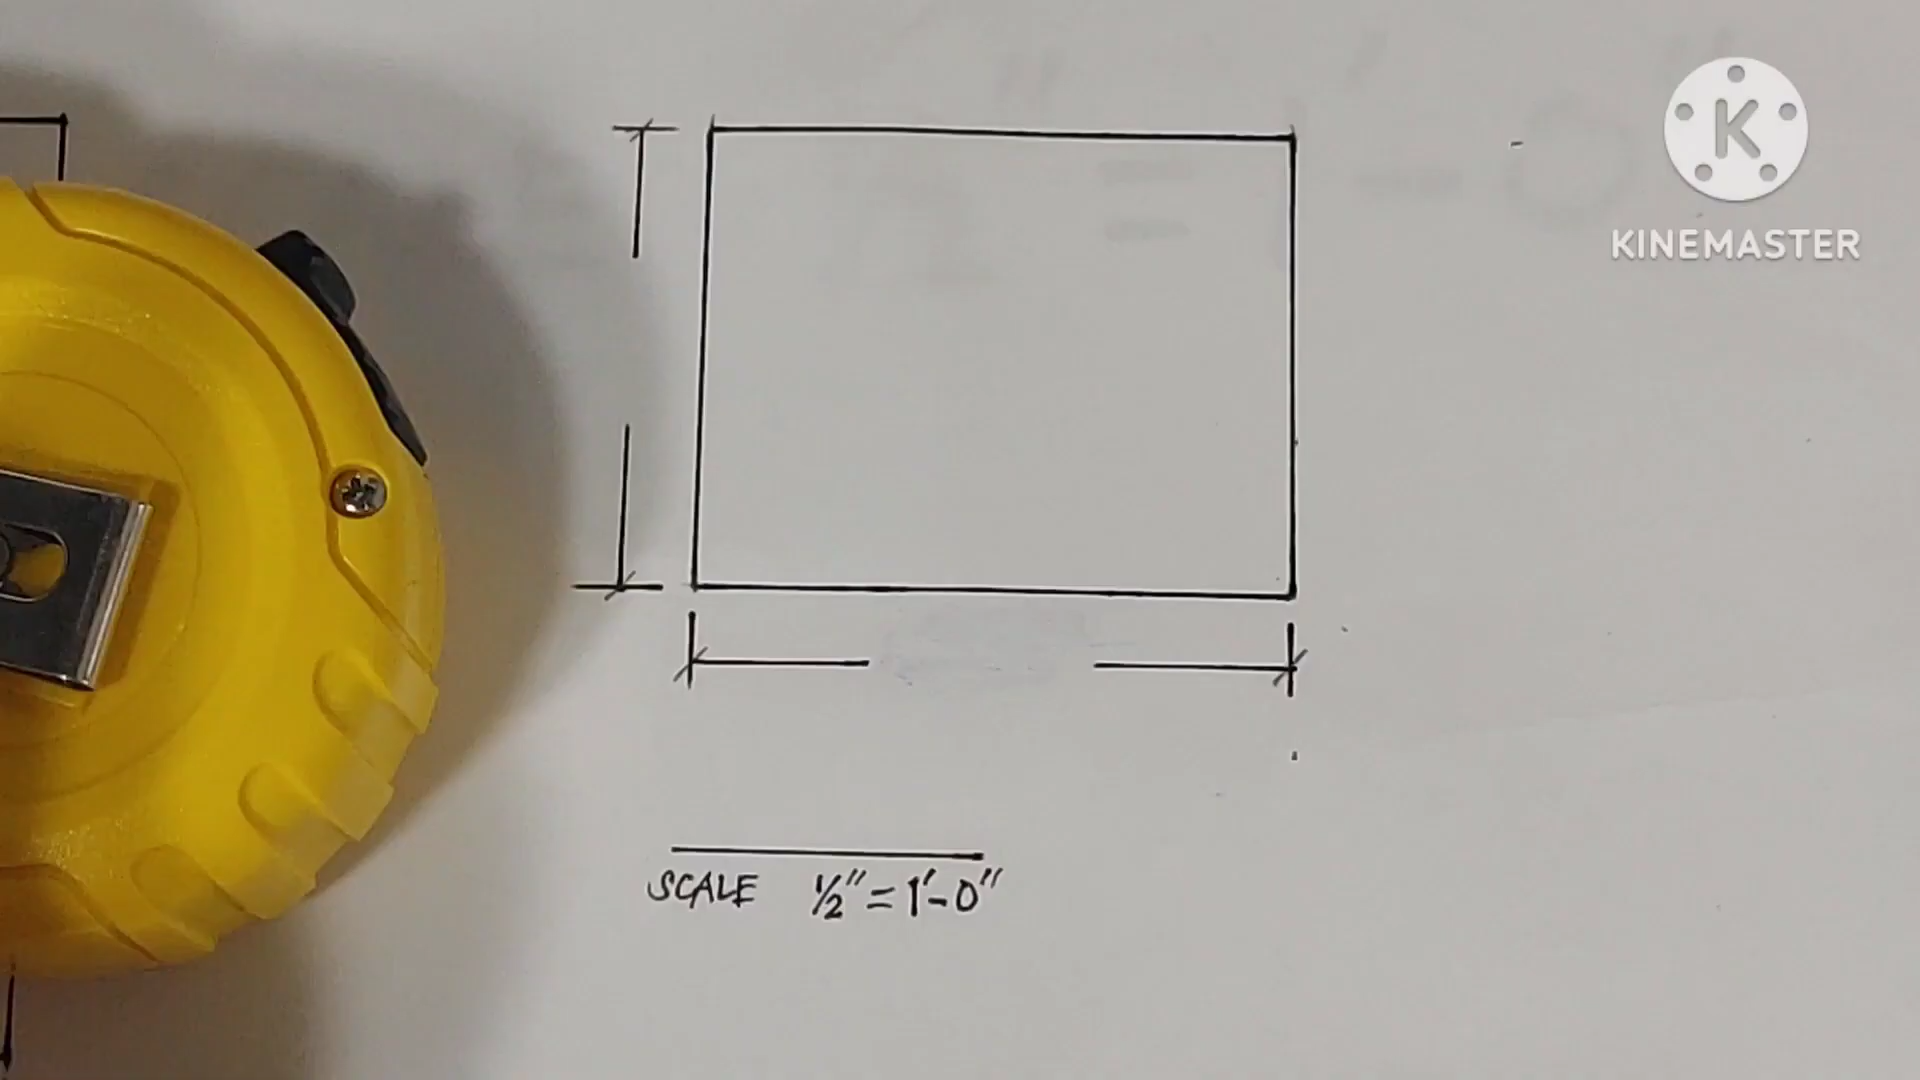 K
KINEMASTER
SCALE 1/2" = 1'-0"